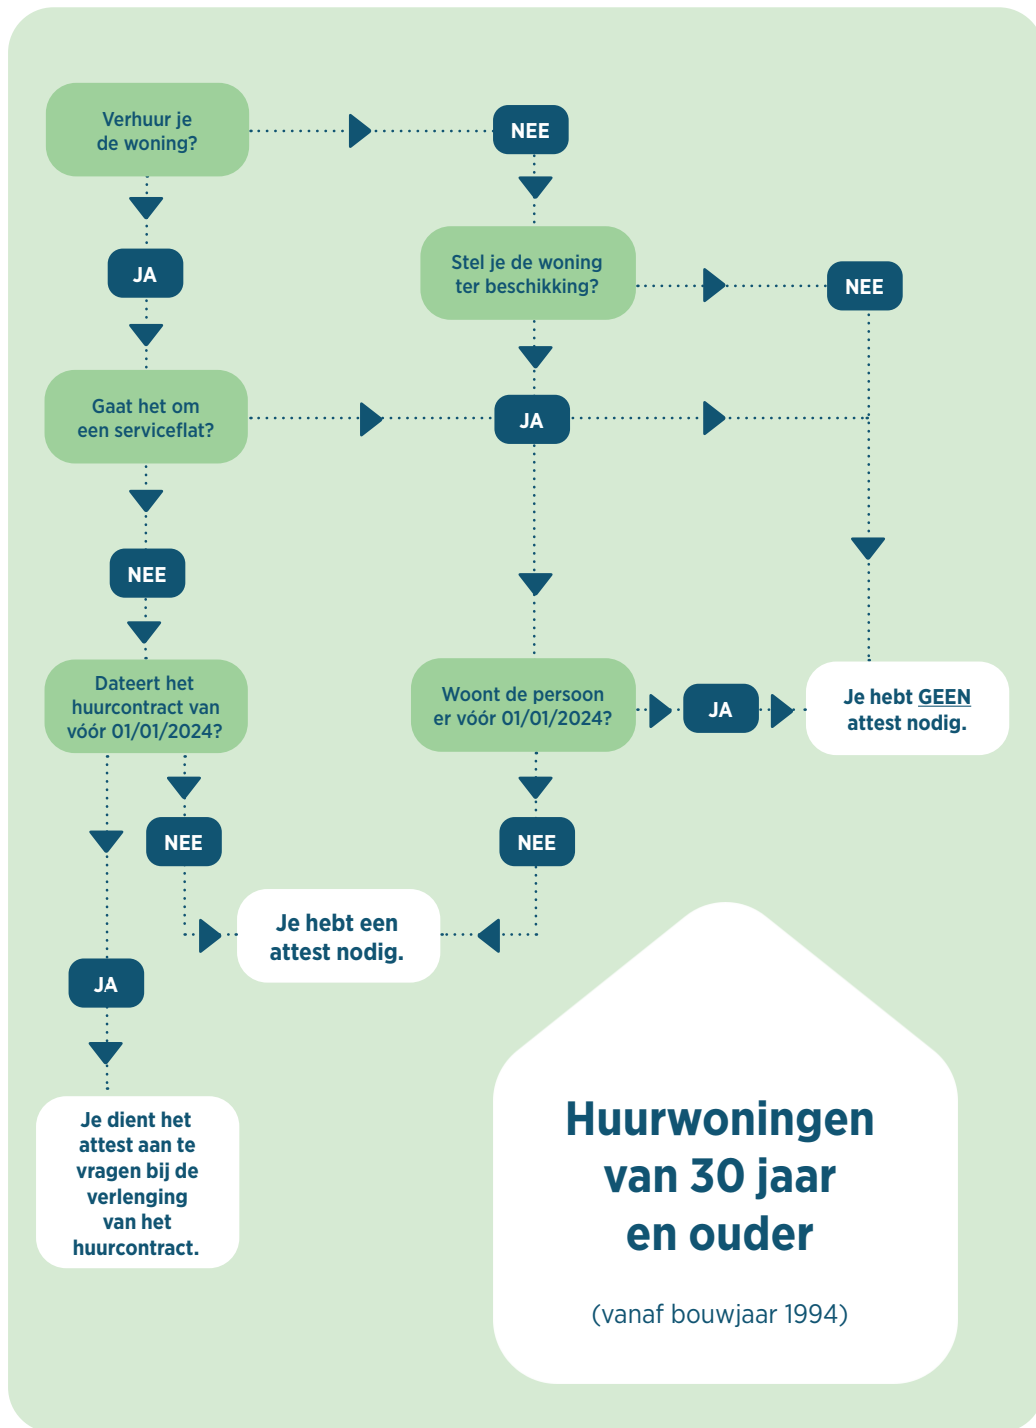 Verhuur je
de woning?
NEE
JA
Stel je de woning
ter beschikking?
NEE
Gaat het om
een serviceflat?
JA
NEE
Dateert het
huurcontract van
vóór 01/01/2024?
Woont de persoon
er vóór 01/01/2024?
JA
Je hebt GEEN
attest nodig.
NEE
NEE
Je hebt een
attest nodig.
JA
Je dient het
attest aan te
vragen bij de
verlenging
van het
huurcontract.
Huurwoningen
van 30 jaar
en ouder
(vanaf bouwjaar 1994)